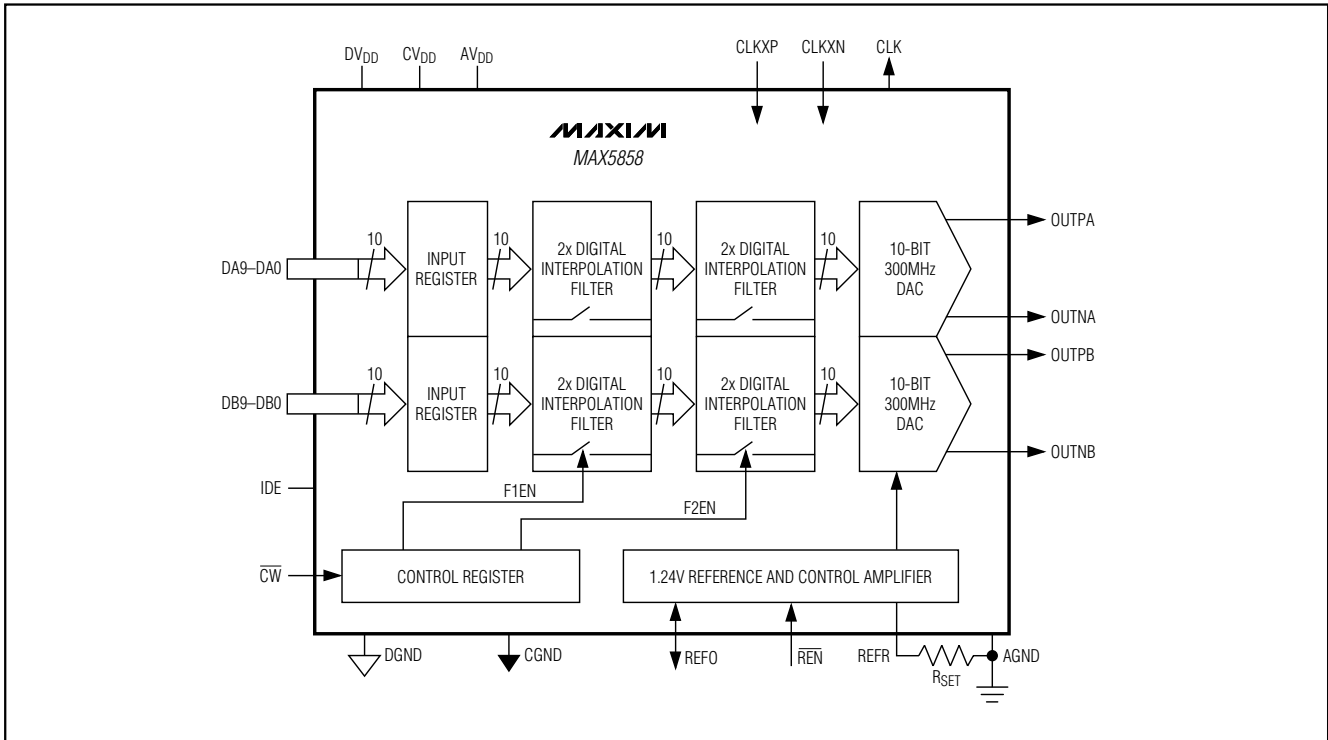 DVDD CVDD AVDD CLKXP CLKXN CLK
MAXIM
MAX5858
DA9–DA0
10
INPUT
REGISTER
10
2x DIGITAL
INTERPOLATION
FILTER
10
2x DIGITAL
INTERPOLATION
FILTER
10
10-BIT
300MHz
DAC
OUTPA
OUTNA
DB9–DB0
10
INPUT
REGISTER
10
2x DIGITAL
INTERPOLATION
FILTER
10
2x DIGITAL
INTERPOLATION
FILTER
10
10-BIT
300MHz
DAC
OUTPB
OUTNB
IDE
F1EN
F2EN
CW
CONTROL REGISTER
1.24V REFERENCE AND CONTROL AMPLIFIER
DGND
CGND
REFO
REN
REFR
RSET
AGND